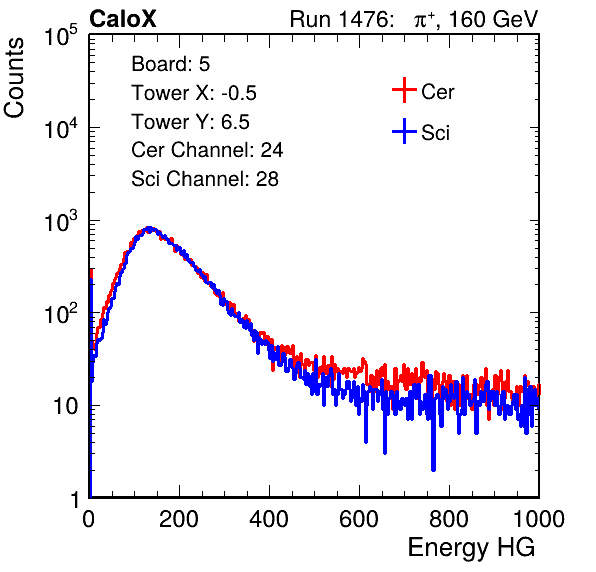 CaloX Run 1476: π⁺, 160 GeV
Counts
10⁵
10⁴
10³
10²
10
1
Board: 5
Tower X: -0.5
Tower Y: 6.5
Cer Channel: 24
Sci Channel: 28
Cer
Sci
0 200 400 600 800 1000
Energy HG